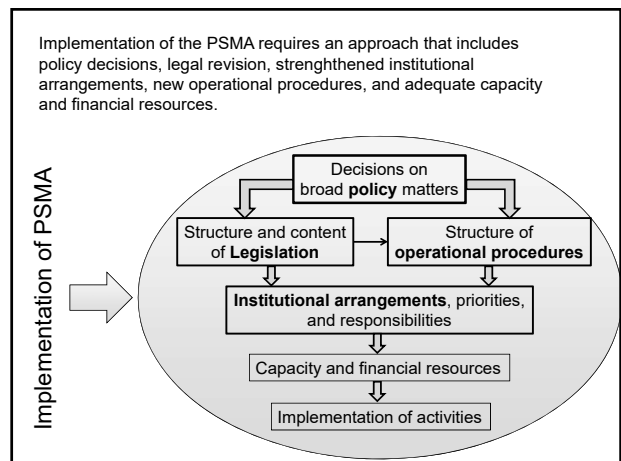 Implementation of the PSMA requires an approach that includes
policy decisions, legal revision, strenghthened institutional
arrangements, new operational procedures, and adequate capacity
and financial resources.
Implementation of PSMA
Decisions on
broad policy matters
Structure and content
of Legislation
Structure of
operational procedures
Institutional arrangements, priorities,
and responsibilities
Capacity and financial resources
Implementation of activities